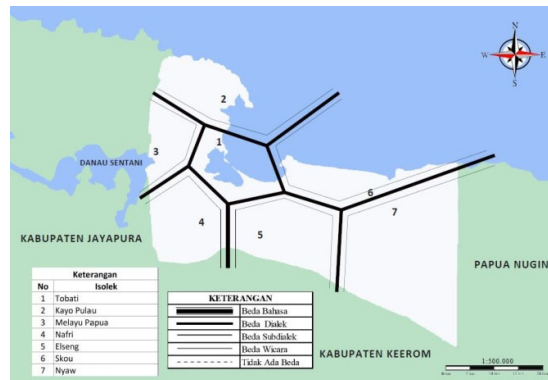 N
W
E
S
2
1
3
DANAU SENTANI
6
7
4
5
KABUPATEN JAYAPURA
PAPUA NUGIN
Keterangan
No Isolek
1 Tobati
2 Kayo Pulau
3 Melayu Papua
4 Nafri
5 Elseng
6 Skou
7 Nyaw
KETERANGAN
Beda Bahasa
Beda Dialek
Beda Subdialek
Beda Wicara
Tidak Ada Beda
KABUPATEN KEEROM
1:500.000